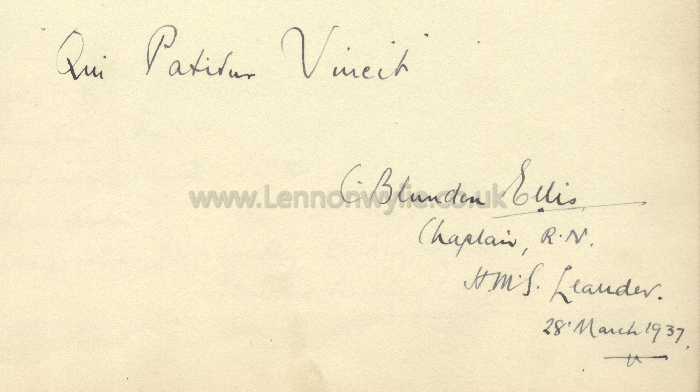 "Qui Patitur Vincit"
C. Blunden Ellis.
www.Lennonwylie.co.uk
Chaplain, R.N.
H.M.S. Leander.
28 March 1937.